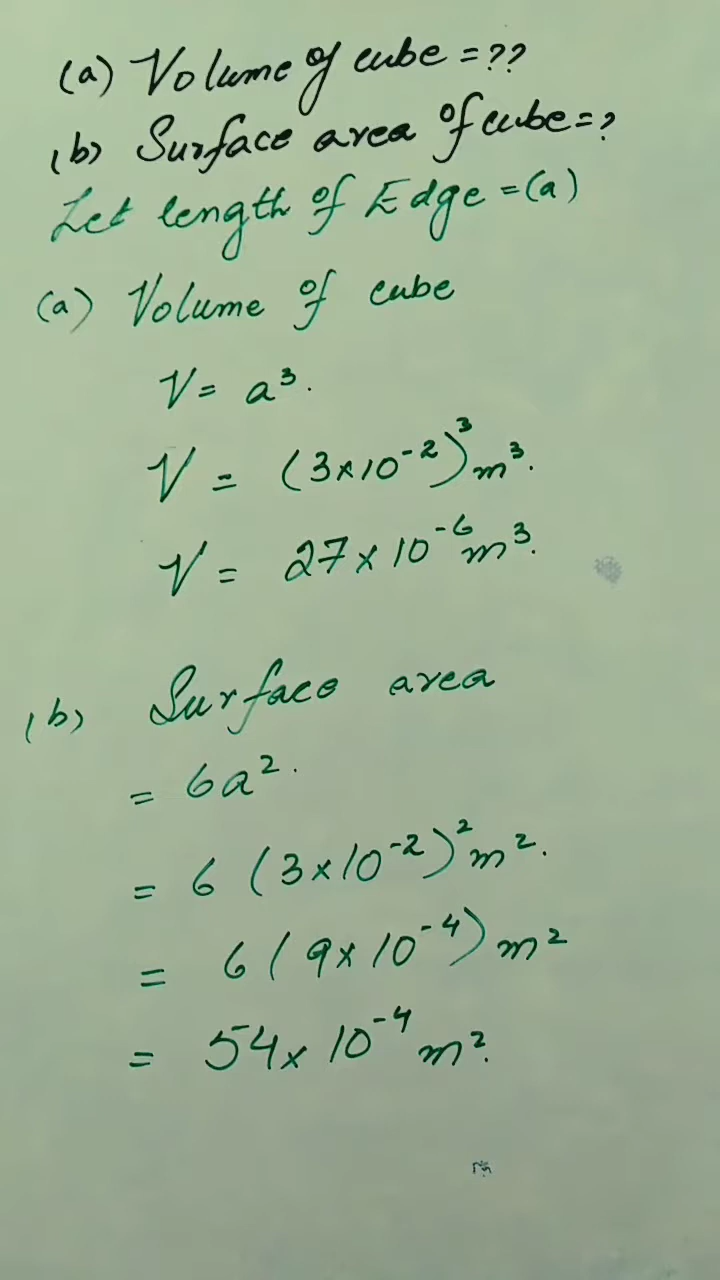 (a) Volume of cube = ??
(b) Surface area of cube = ?
Let length of Edge = (a)
(a) Volume of cube
V = a³.
V = (3×10⁻²)³ m³.
V = 27 × 10⁻⁶ m³.
(b) Surface area
= 6a².
= 6 (3×10⁻²)² m².
= 6 (9×10⁻⁴) m²
= 54 × 10⁻⁴ m².